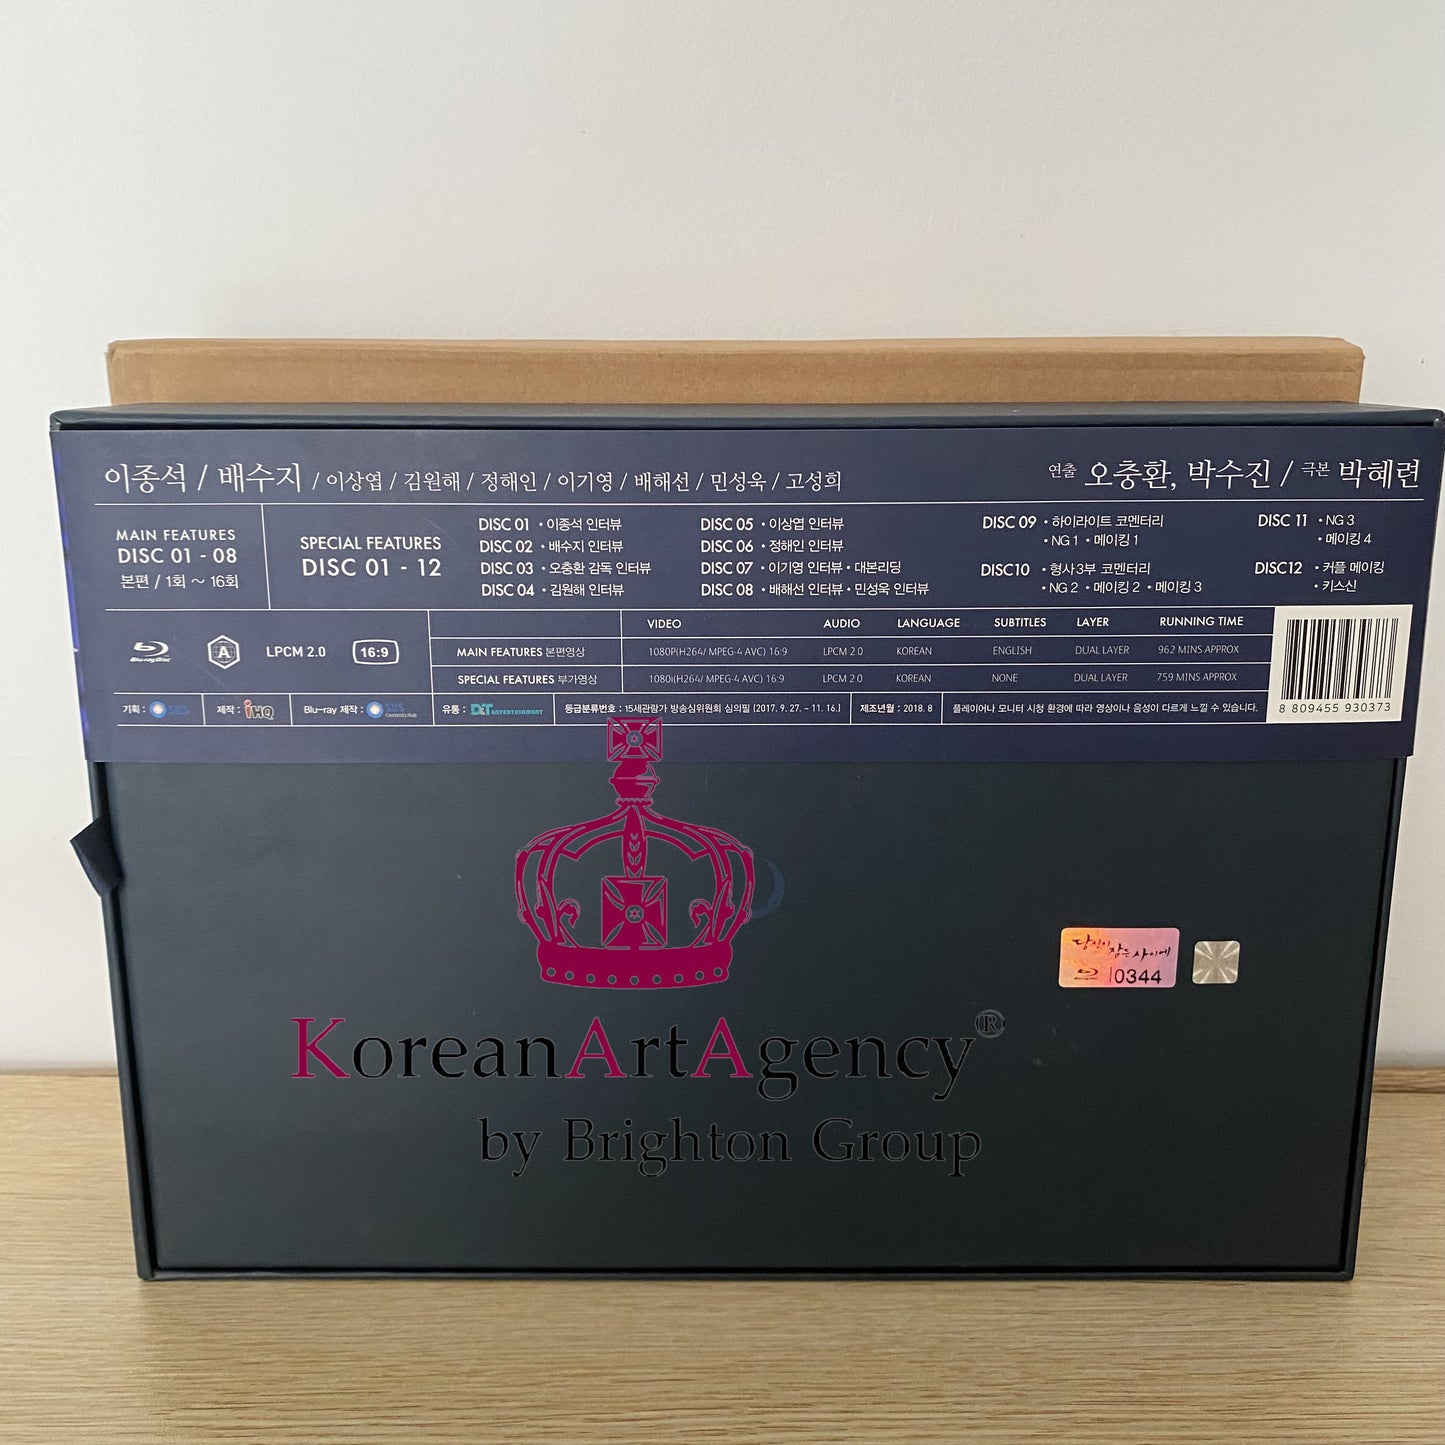 이종석 / 배수지 / 이상엽 / 김원해 / 정해인 / 이기영 / 배해선 / 민성욱 / 고성희
연출 오충환, 박수진 / 극본 박혜련
MAIN FEATURES
DISC 01 - 08
본편 / 1회 ~ 16회
SPECIAL FEATURES
DISC 01 - 12
DISC 01 • 이종석 인터뷰
DISC 02 • 배수지 인터뷰
DISC 03 • 오충환 감독 인터뷰
DISC 04 • 김원해 인터뷰
DISC 05 • 이상엽 인터뷰
DISC 06 • 정해인 인터뷰
DISC 07 • 이기영 인터뷰 • 대본리딩
DISC 08 • 배해선 인터뷰 • 민성욱 인터뷰
DISC 09 • 하이라이트 코멘터리
• NG 1 • 메이킹 1
DISC10 • 형사3부 코멘터리
• NG 2 • 메이킹 2 • 메이킹 3
DISC 11 • NG 3
• 메이킹 4
DISC12 • 커플 메이킹
• 키스신
Blu-ray Disc
A
LPCM 2.0
16:9
VIDEO AUDIO LANGUAGE SUBTITLES LAYER RUNNING TIME
MAIN FEATURES 본편영상 1080P(H264/ MPEG-4 AVC) 16:9 LPCM 2.0 KOREAN ENGLISH DUAL LAYER 962 MINS APPROX
SPECIAL FEATURES 부가영상 1080i(H264/ MPEG-4 AVC) 16:9 LPCM 2.0 KOREAN NONE DUAL LAYER 759 MINS APPROX
기획 : SBS
제작 : iHQ
Blu-ray 제작 : SBS Contents Hub
유통 : D&T ENTERTAINMENT
등급분류번호 : 15세관람가 방송심위원회 심의필 (2017. 9. 27. ~ 11. 16.)
제조년월 : 2018. 8
플레이어나 모니터 시청 환경에 따라 영상이나 음성이 다르게 느낄 수 있습니다.
8 809455 930373
당신이 잠든 사이에
0344
KoreanArtAgency®
by Brighton Group